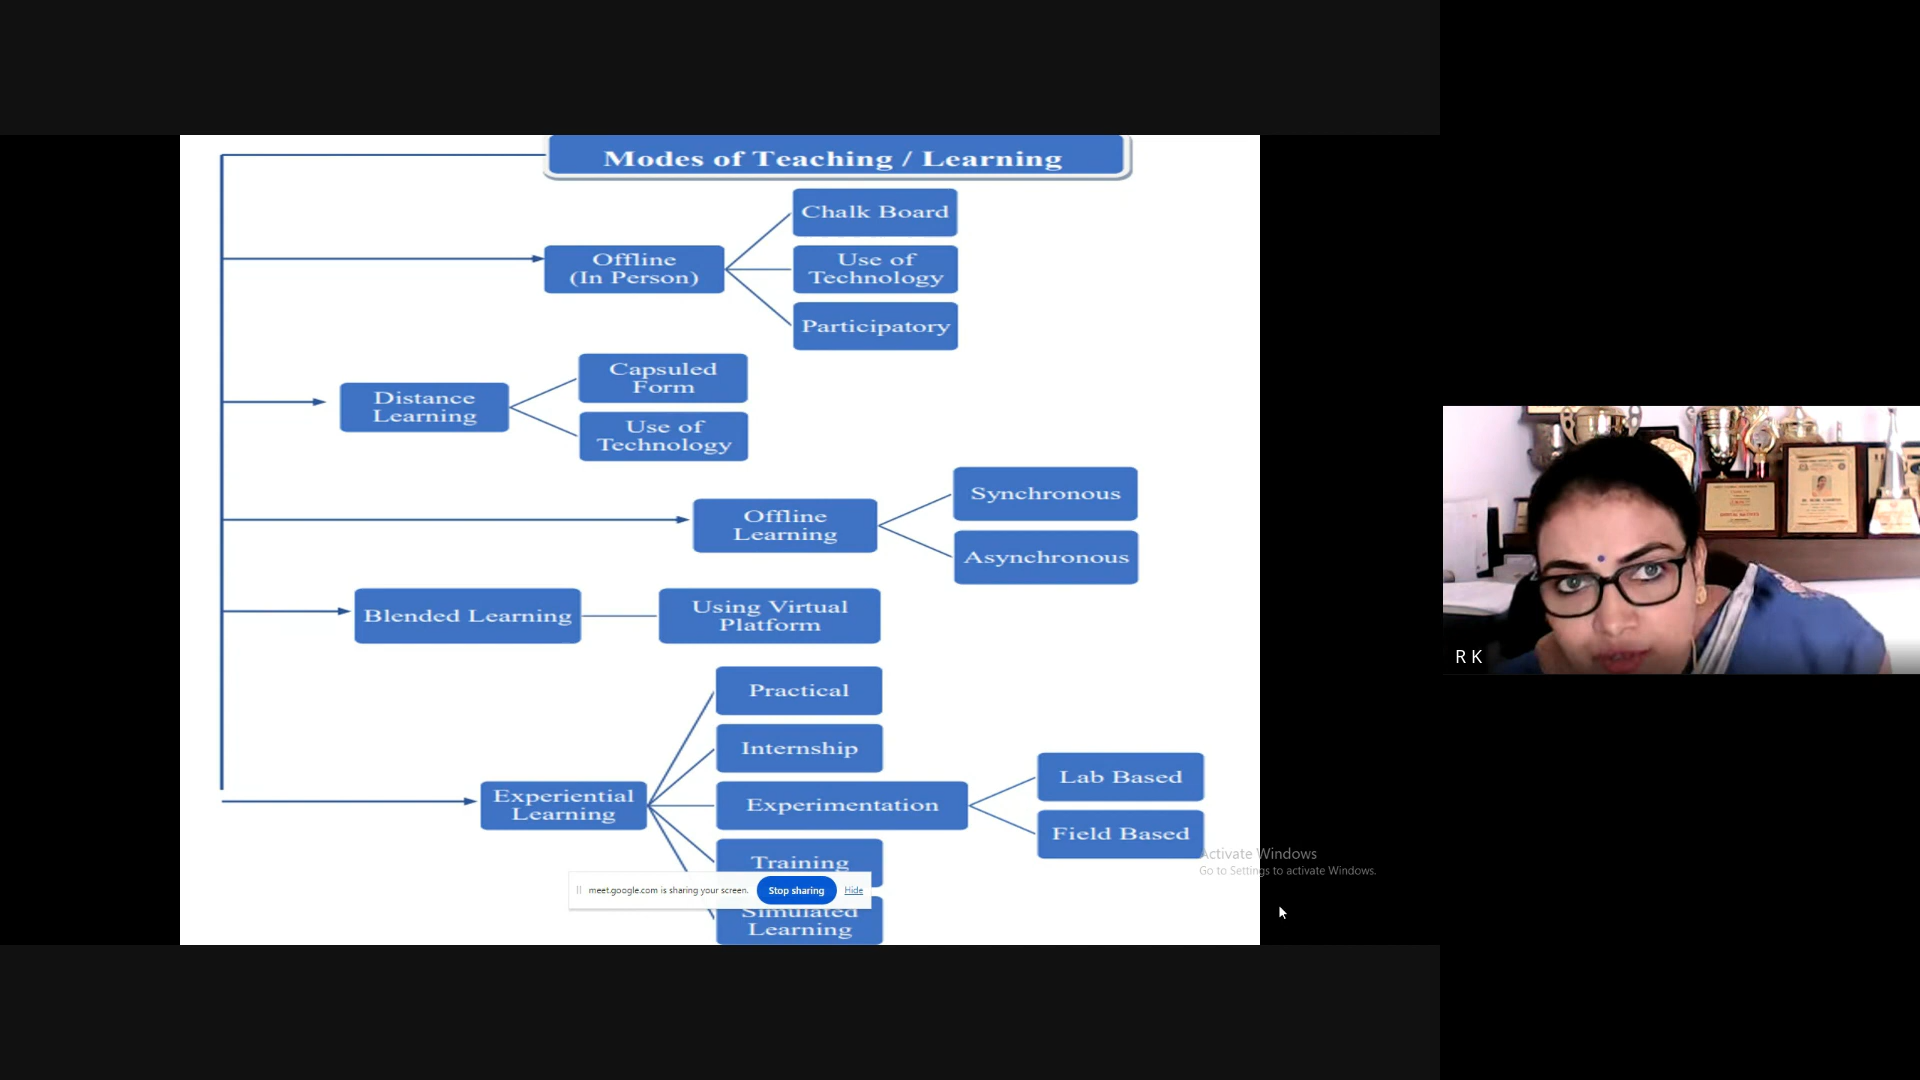 Modes of Teaching / Learning
Chalk Board
Offline
(In Person)
Use of
Technology
Participatory
Distance
Learning
Capsuled
Form
Use of
Technology
Offline
Learning
Synchronous
Asynchronous
Blended Learning
Using Virtual
Platform
Practical
Internship
Experiential
Learning
Experimentation
Lab Based
Field Based
Training
Simulated
Learning
meet.google.com is sharing your screen.
Stop sharing
Hide
Activate Windows
Go to Settings to activate Windows.
R K